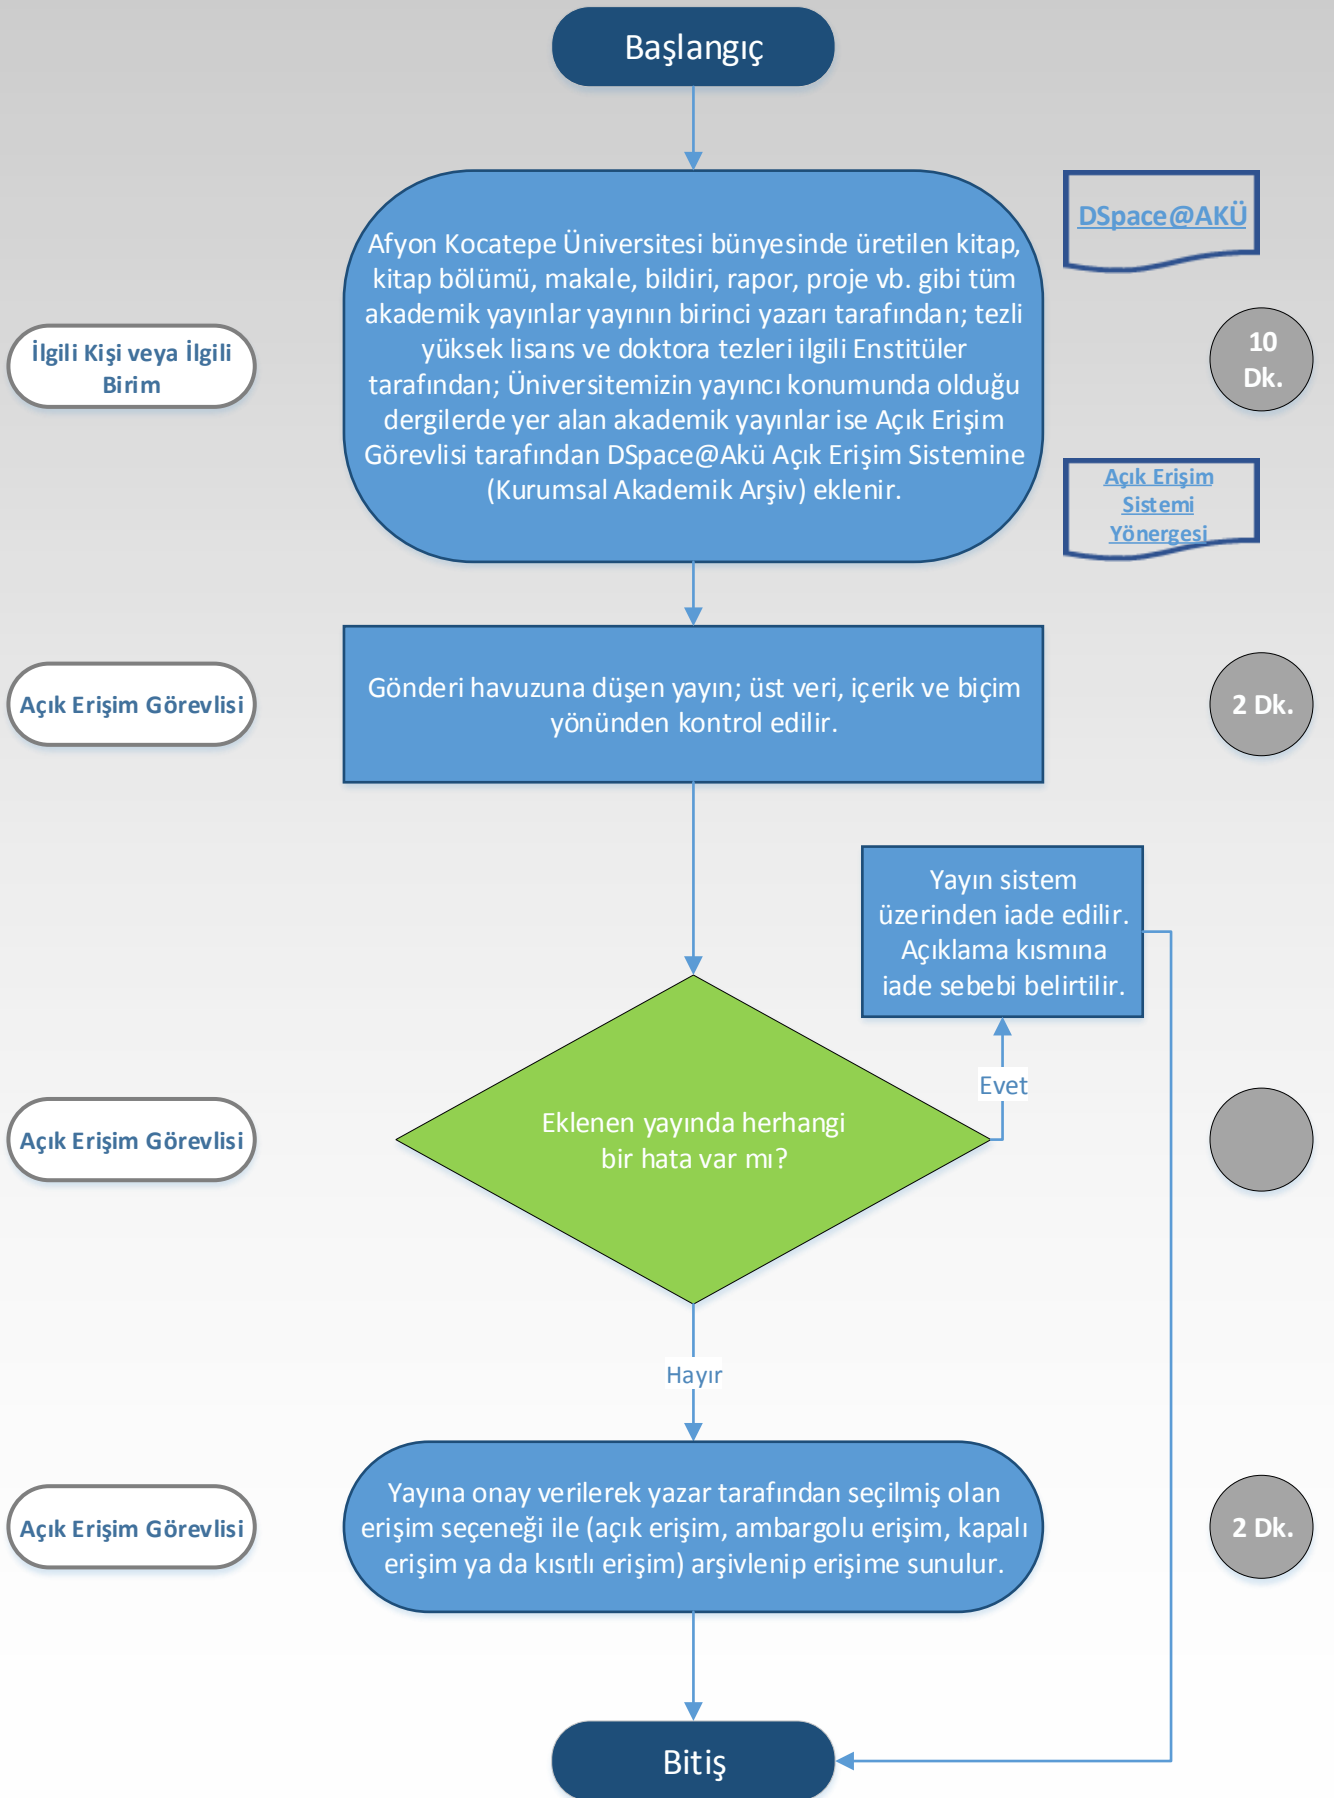 Başlangıç
DSpace@AKÜ
Afyon Kocatepe Üniversitesi bünyesinde üretilen kitap,
kitap bölümü, makale, bildiri, rapor, proje vb. gibi tüm
akademik yayınlar yayının birinci yazarı tarafından; tezli
yüksek lisans ve doktora tezleri ilgili Enstitüler
tarafından; Üniversitemizin yayıncı konumunda olduğu
dergilerde yer alan akademik yayınlar ise Açık Erişim
Görevlisi tarafından DSpace@Akü Açık Erişim Sistemine
(Kurumsal Akademik Arşiv) eklenir.
İlgili Kişi veya İlgili
Birim
10
Dk.
Açık Erişim
Sistemi
Yönergesi
Açık Erişim Görevlisi
Gönderi havuzuna düşen yayın; üst veri, içerik ve biçim
yönünden kontrol edilir.
2 Dk.
Yayın sistem
üzerinden iade edilir.
Açıklama kısmına
iade sebebi belirtilir.
Evet
Açık Erişim Görevlisi
Eklenen yayında herhangi
bir hata var mı?
Hayır
Açık Erişim Görevlisi
Yayına onay verilerek yazar tarafından seçilmiş olan
erişim seçeneği ile (açık erişim, ambargolu erişim, kapalı
erişim ya da kısıtlı erişim) arşivlenip erişime sunulur.
2 Dk.
Bitiş